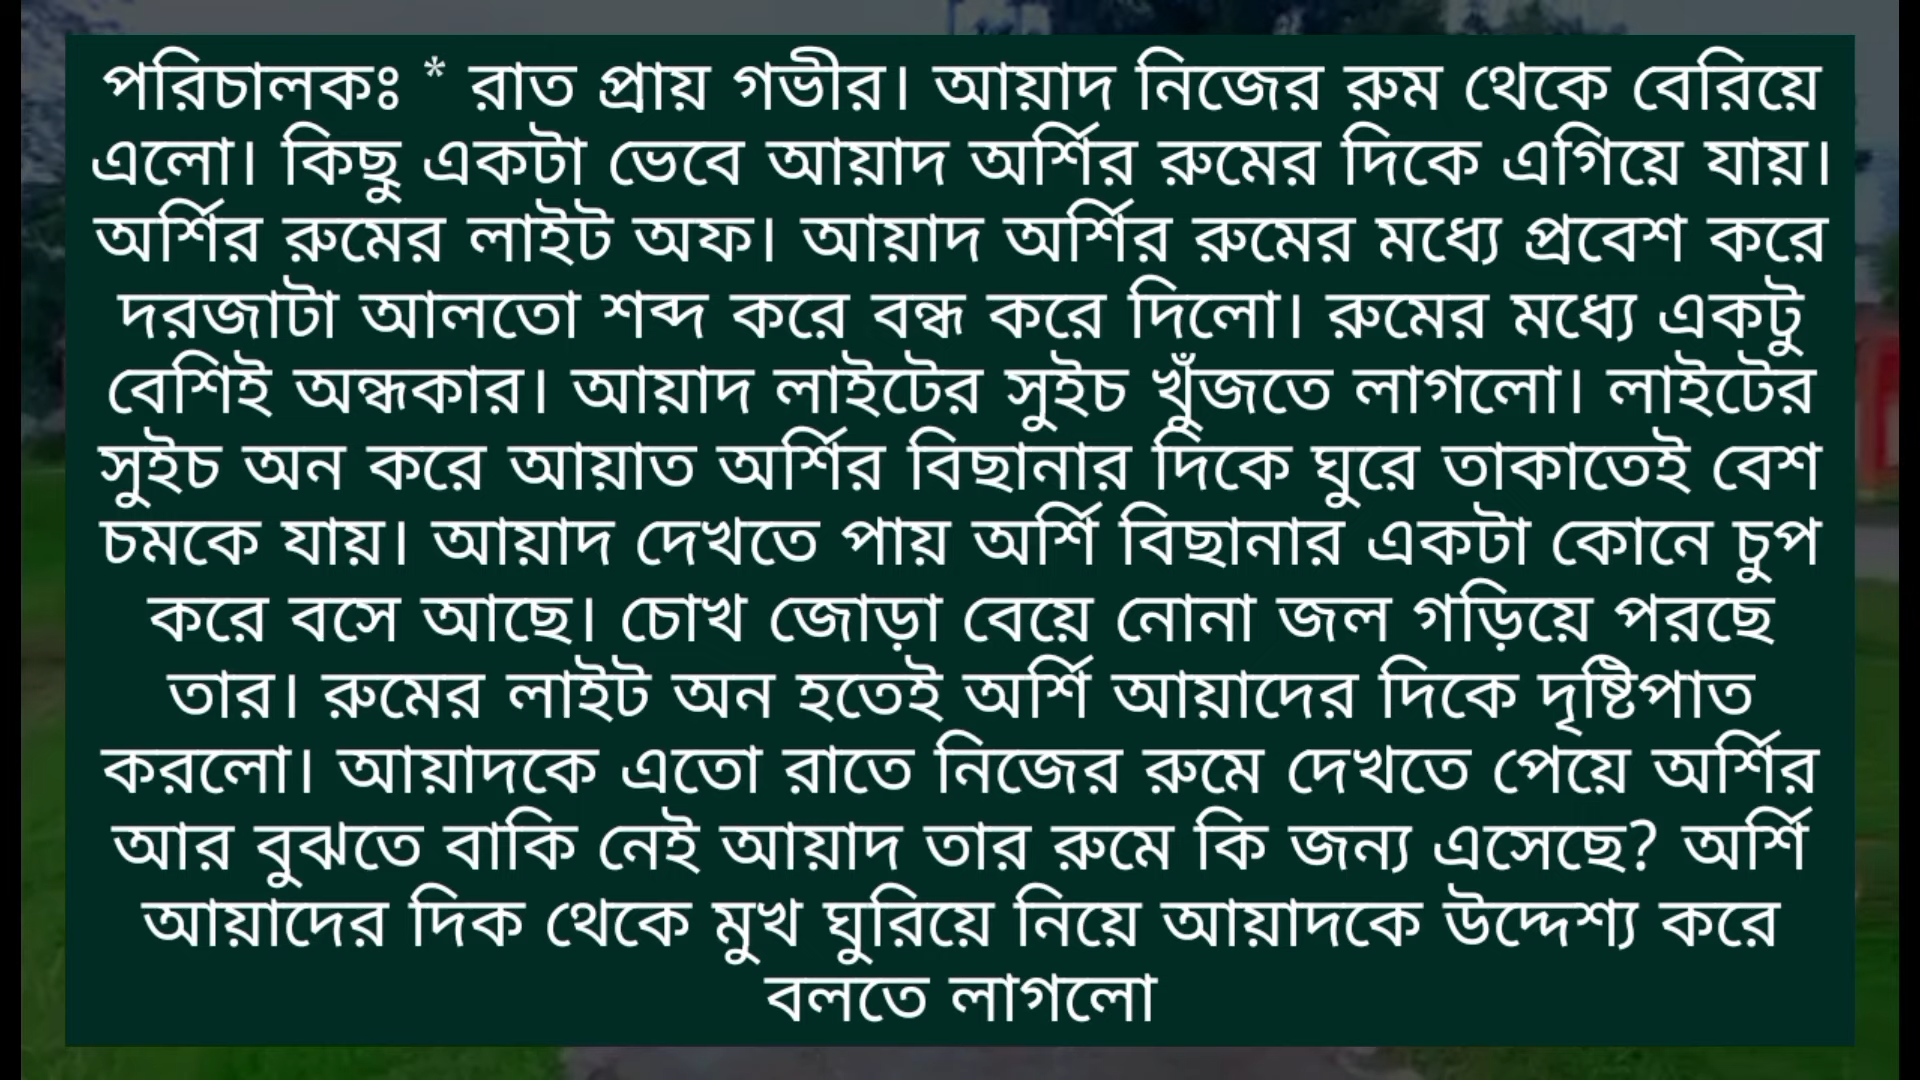 পরিচালকঃ * রাত প্রায় গভীর। আয়াদ নিজের রুম থেকে বেরিয়ে
এলো। কিছু একটা ভেবে আয়াদ অর্শির রুমের দিকে এগিয়ে যায়।
অর্শির রুমের লাইট অফ। আয়াদ অর্শির রুমের মধ্যে প্রবেশ করে
দরজাটা আলতো শব্দ করে বন্ধ করে দিলো। রুমের মধ্যে একটু
বেশিই অন্ধকার। আয়াদ লাইটের সুইচ খুঁজতে লাগলো। লাইটের
সুইচ অন করে আয়াত অর্শির বিছানার দিকে ঘুরে তাকাতেই বেশ
চমকে যায়। আয়াদ দেখতে পায় অর্শি বিছানার একটা কোনে চুপ
করে বসে আছে। চোখ জোড়া বেয়ে নোনা জল গড়িয়ে পরছে
তার। রুমের লাইট অন হতেই অর্শি আয়াদের দিকে দৃষ্টিপাত
করলো। আয়াদকে এতো রাতে নিজের রুমে দেখতে পেয়ে অর্শির
আর বুঝতে বাকি নেই আয়াদ তার রুমে কি জন্য এসেছে? অর্শি
আয়াদের দিক থেকে মুখ ঘুরিয়ে নিয়ে আয়াদকে উদ্দেশ্য করে
বলতে লাগলো